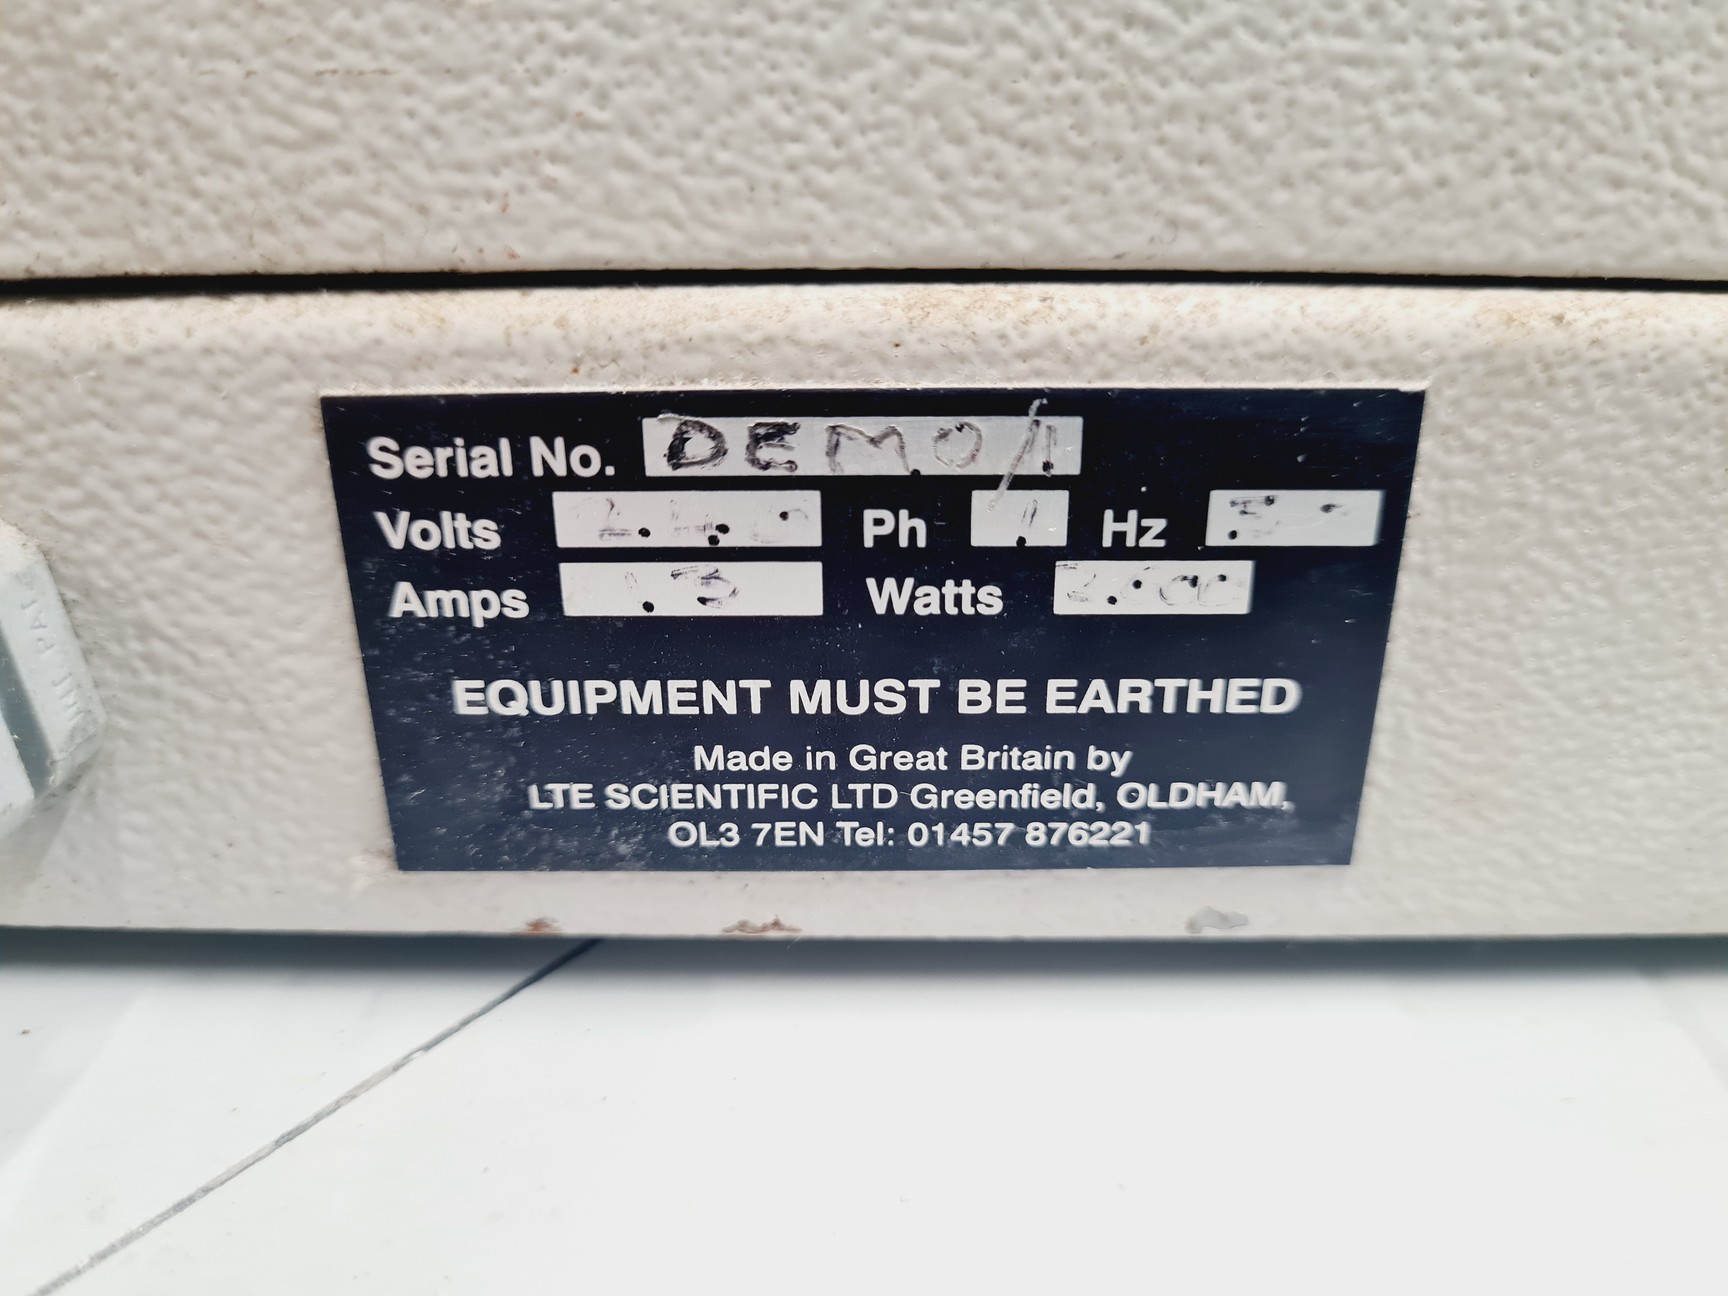 Serial No. DEMO/1
Volts 240 Ph 1 Hz
Amps 13 Watts
EQUIPMENT MUST BE EARTHED
Made in Great Britain by
LTE SCIENTIFIC LTD Greenfield, OLDHAM,
OL3 7EN Tel: 01457 876221